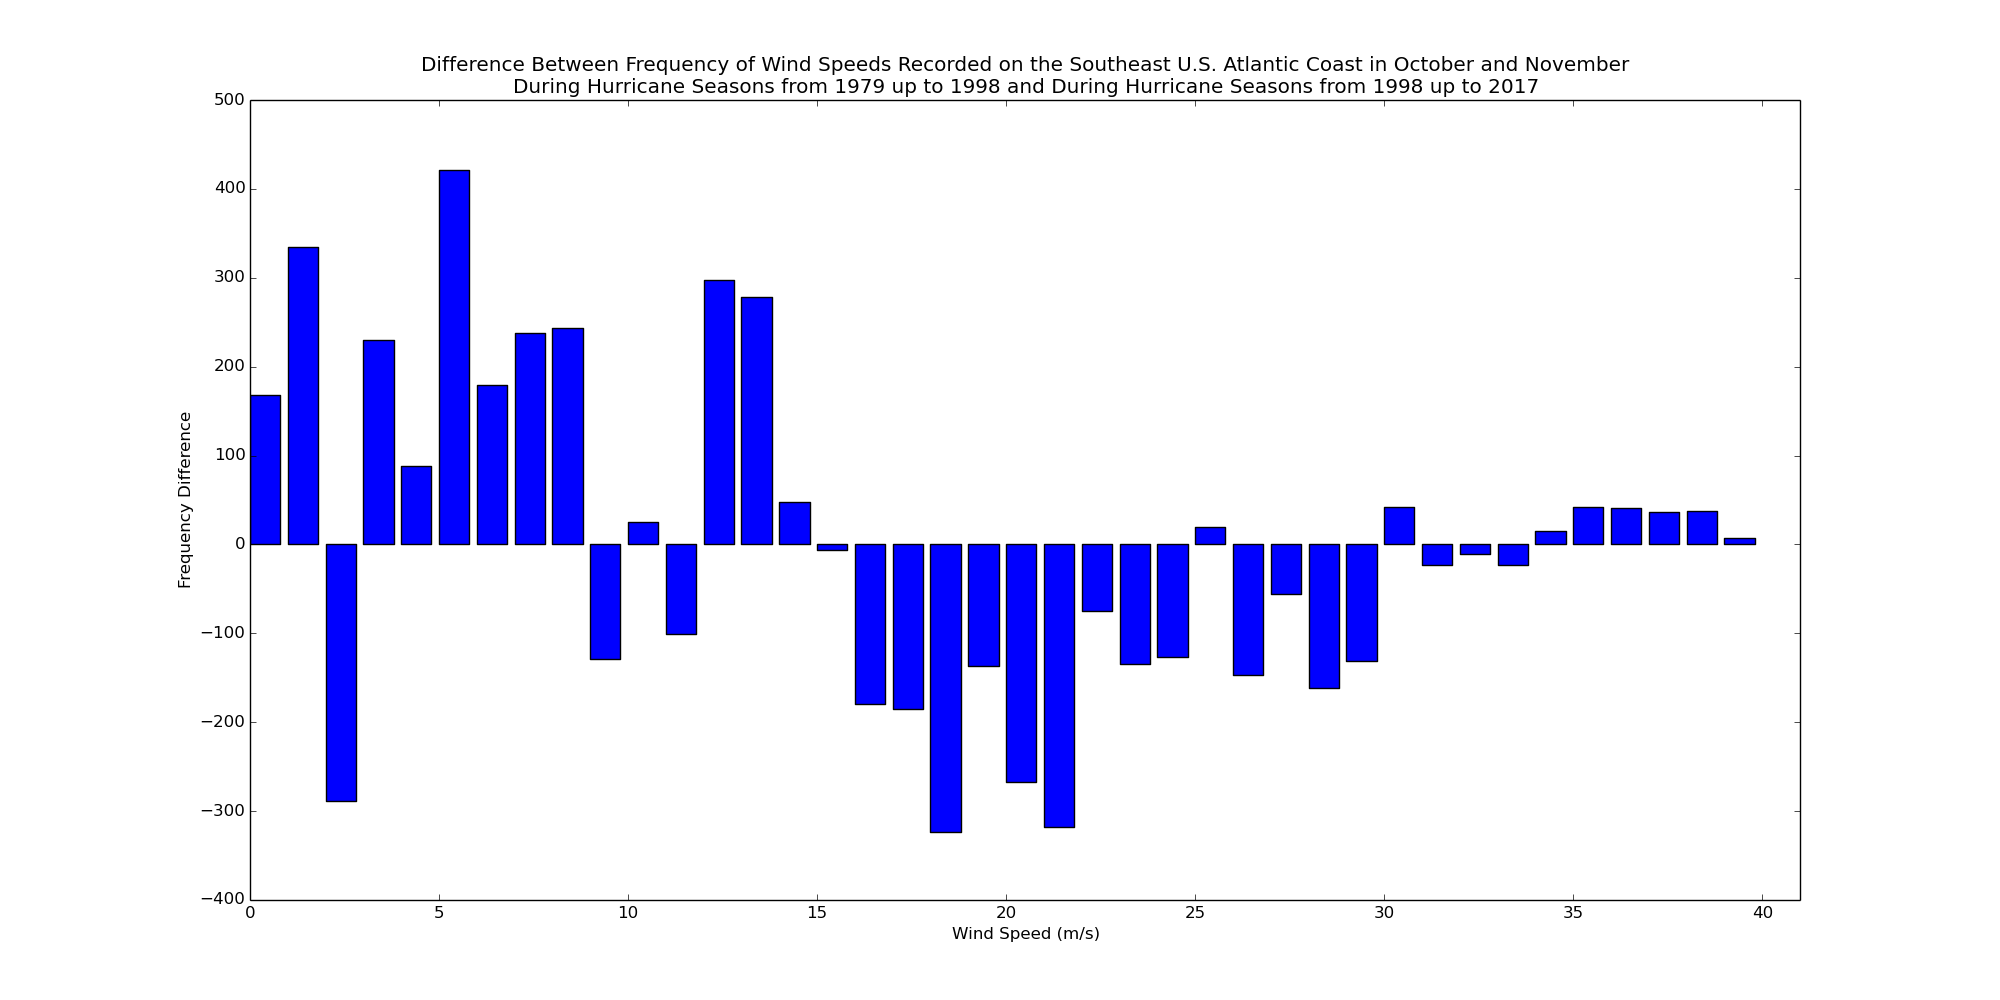 Difference Between Frequency of Wind Speeds Recorded on the Southeast U.S. Atlantic Coast in October and November
During Hurricane Seasons from 1979 up to 1998 and During Hurricane Seasons from 1998 up to 2017
500
400
300
200
100
0
−100
−200
−300
−400
Frequency Difference
0 5 10 15 20 25 30 35 40
Wind Speed (m/s)